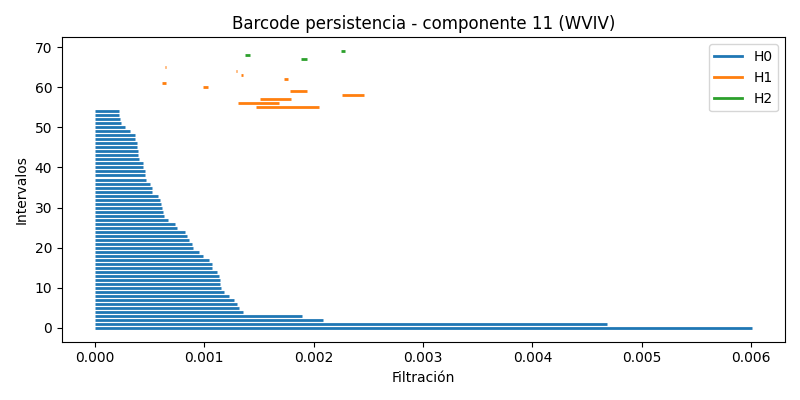 Barcode persistencia - componente 11 (WVIV)
70
60
50
40
30
20
10
0
Intervalos
H0
H1
H2
0.000
0.001
0.002
0.003
0.004
0.005
0.006
Filtración